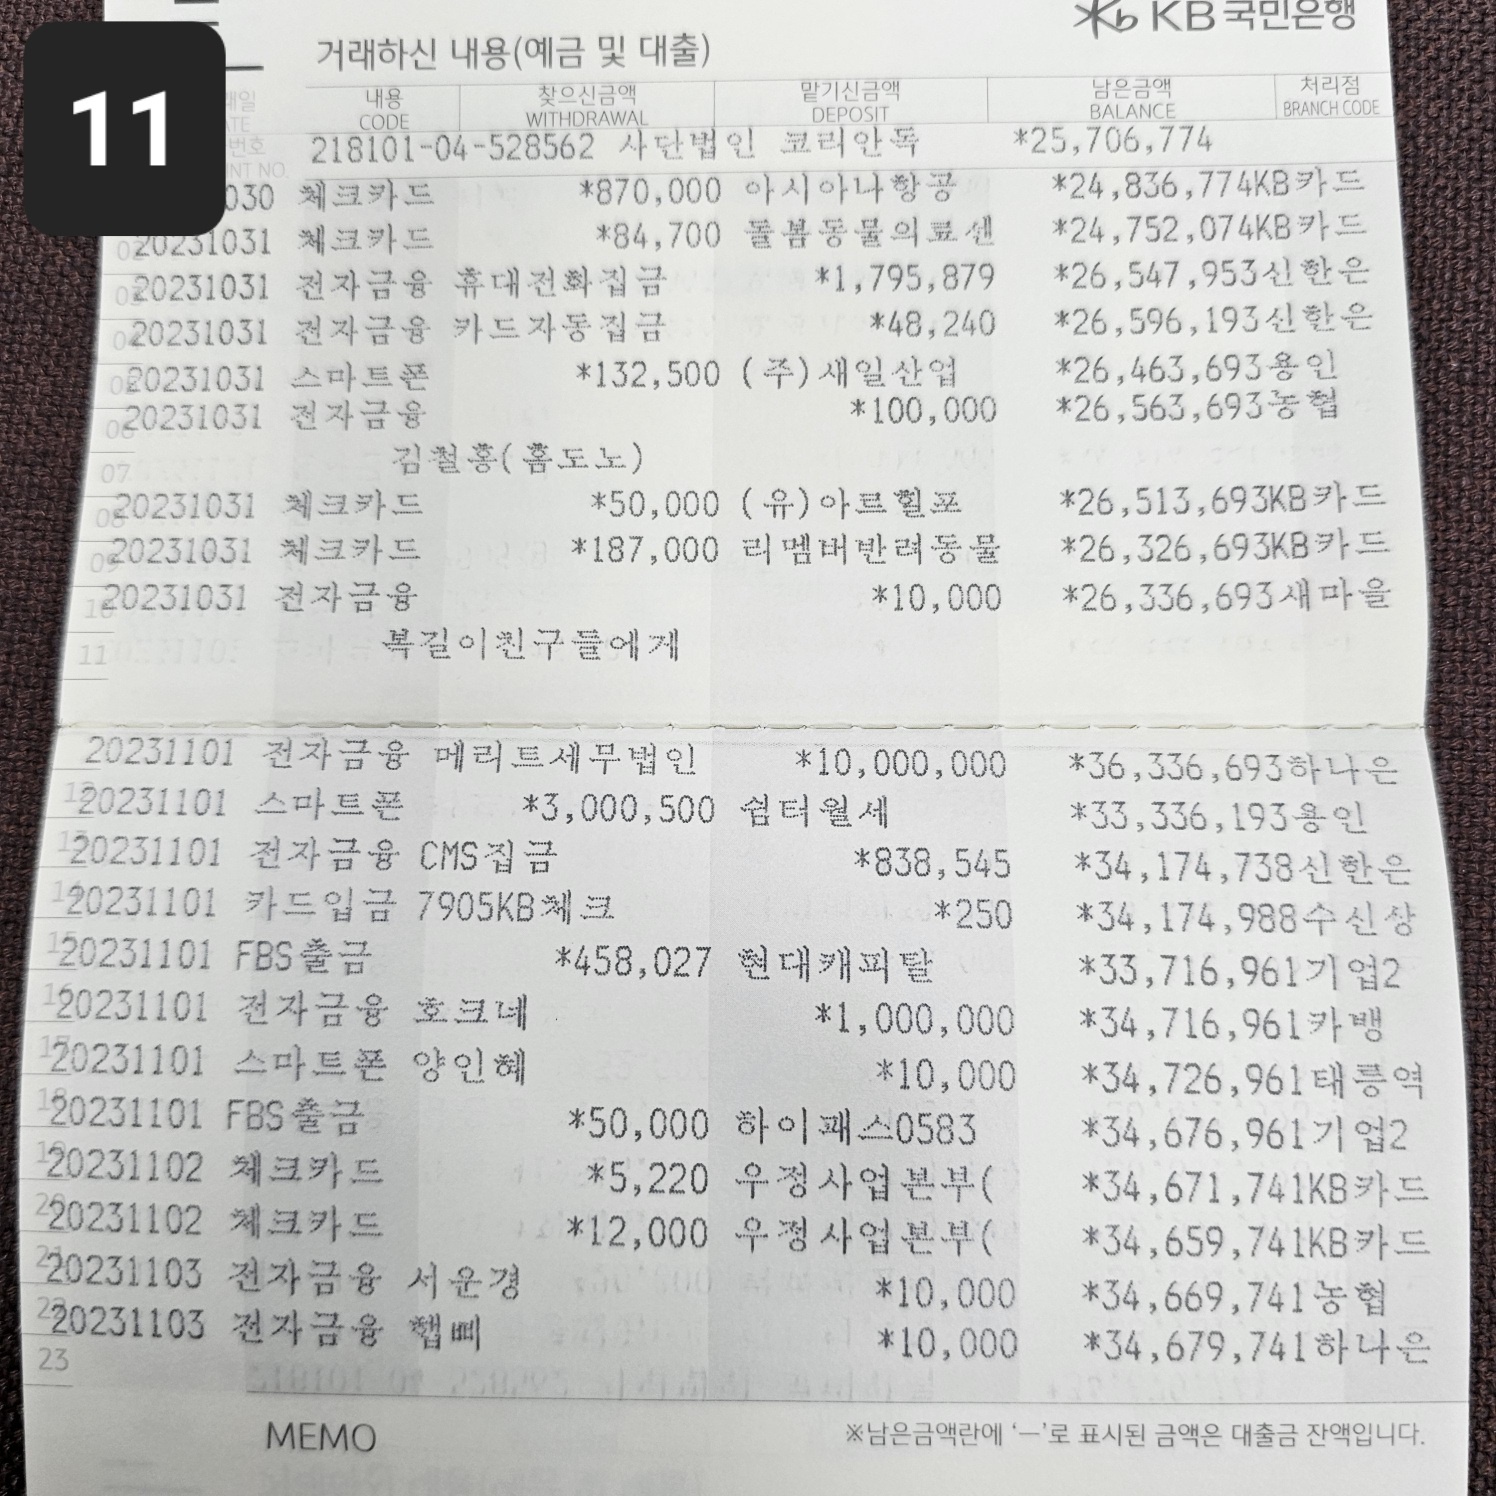 11
KB 국민은행
거래하신 내용(예금 및 대출)
내용 찾으신금액 맡기신금액 남은금액 처리점
CODE WITHDRAWAL DEPOSIT BALANCE BRANCH CODE
218101-04-528562 사단법인 코리안독 *25,706,774
030 체크카드 *870,000 아시아나항공 *24,836,774KB카드
20231031 체크카드 *84,700 돌봄동물의료센 *24,752,074KB카드
20231031 전자금융 휴대전화집금 *1,795,879 *26,547,953신한은
20231031 전자금융 카드자동집금 *48,240 *26,596,193신한은
20231031 스마트폰 *132,500 (주)새일산업 *26,463,693용인
20231031 전자금융 *100,000 *26,563,693농협
07 김철홍(홈도노)
20231031 체크카드 *50,000 (유)아르헬포 *26,513,693KB카드
20231031 체크카드 *187,000 리멤버반려동물 *26,326,693KB카드
20231031 전자금융 *10,000 *26,336,693새마을
11 복길이친구들에게
20231101 전자금융 메리트세무법인 *10,000,000 *36,336,693하나은
20231101 스마트폰 *3,000,500 쉼터월세 *33,336,193용인
20231101 전자금융 CMS집금 *838,545 *34,174,738신한은
20231101 카드입금 7905KB체크 *250 *34,174,988수신상
20231101 FBS출금 *458,027 현대캐피탈 *33,716,961기업2
20231101 전자금융 호크네 *1,000,000 *34,716,961카뱅
20231101 스마트폰 양인혜 *10,000 *34,726,961태릉역
20231101 FBS출금 *50,000 하이패스0583 *34,676,961기업2
20231102 체크카드 *5,220 우정사업본부( *34,671,741KB카드
20231102 체크카드 *12,000 우정사업본부( *34,659,741KB카드
20231103 전자금융 서운경 *10,000 *34,669,741농협
20231103 전자금융 햅삐 *10,000 *34,679,741하나은
23
MEMO ※남은금액란에 ‘—’로 표시된 금액은 대출금 잔액입니다.